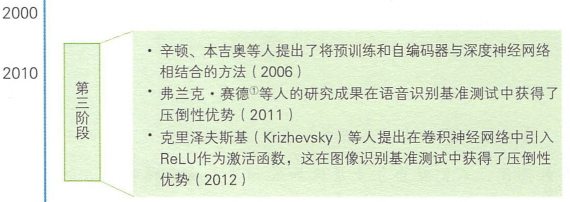 2000
2010
第三阶段
• 辛顿、本吉奥等人提出了将预训练和自编码器与深度神经网络
相结合的方法（2006）
• 弗兰克·赛德①等人的研究成果在语音识别基准测试中获得了
压倒性优势（2011）
• 克里泽夫斯基（Krizhevsky）等人提出在卷积神经网络中引入
ReLU作为激活函数，这在图像识别基准测试中获得了压倒性
优势（2012）